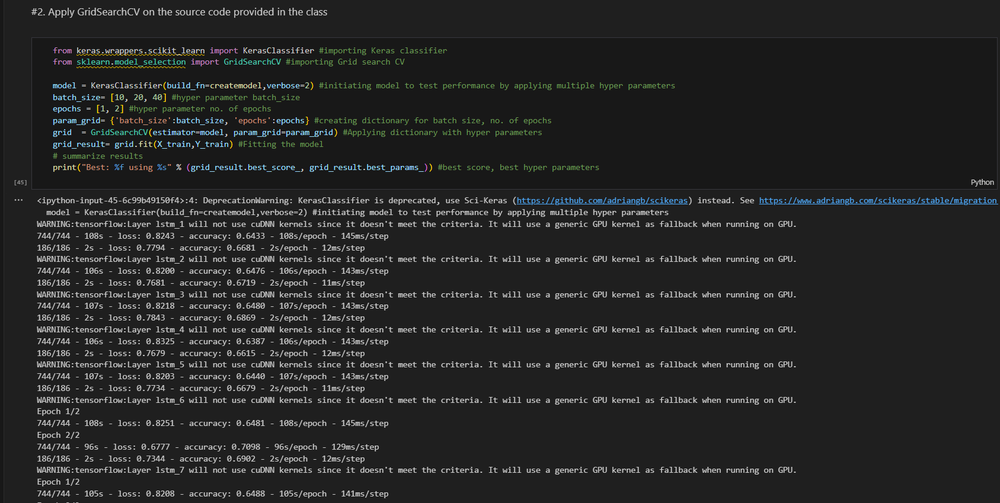 #2. Apply GridSearchCV on the source code provided in the class
from keras.wrappers.scikit_learn import KerasClassifier #importing Keras classifier
from sklearn.model_selection import GridSearchCV #importing Grid search CV
model = KerasClassifier(build_fn=createmodel,verbose=2) #initiating model to test performance by applying multiple hyper parameters
batch_size= [10, 20, 40] #hyper parameter batch_size
epochs = [1, 2] #hyper parameter no. of epochs
param_grid= {'batch_size':batch_size, 'epochs':epochs} #creating dictionary for batch size, no. of epochs
grid  = GridSearchCV(estimator=model, param_grid=param_grid) #Applying dictionary with hyper parameters
grid_result= grid.fit(X_train,Y_train) #Fitting the model
# summarize results
print("Best: %f using %s" % (grid_result.best_score_, grid_result.best_params_)) #best score, best hyper parameters
[45]
Python
... <ipython-input-45-6c99b49150f4>:4: DeprecationWarning: KerasClassifier is deprecated, use Sci-Keras (https://github.com/adriangb/scikeras) instead. See https://www.adriangb.com/scikeras/stable/migration
model = KerasClassifier(build_fn=createmodel,verbose=2) #initiating model to test performance by applying multiple hyper parameters
WARNING:tensorflow:Layer lstm_1 will not use cuDNN kernels since it doesn't meet the criteria. It will use a generic GPU kernel as fallback when running on GPU.
744/744 - 108s - loss: 0.8243 - accuracy: 0.6433 - 108s/epoch - 145ms/step
186/186 - 2s - loss: 0.7794 - accuracy: 0.6681 - 2s/epoch - 12ms/step
WARNING:tensorflow:Layer lstm_2 will not use cuDNN kernels since it doesn't meet the criteria. It will use a generic GPU kernel as fallback when running on GPU.
744/744 - 106s - loss: 0.8200 - accuracy: 0.6476 - 106s/epoch - 143ms/step
186/186 - 2s - loss: 0.7681 - accuracy: 0.6719 - 2s/epoch - 11ms/step
WARNING:tensorflow:Layer lstm_3 will not use cuDNN kernels since it doesn't meet the criteria. It will use a generic GPU kernel as fallback when running on GPU.
744/744 - 107s - loss: 0.8218 - accuracy: 0.6480 - 107s/epoch - 143ms/step
186/186 - 2s - loss: 0.7843 - accuracy: 0.6869 - 2s/epoch - 12ms/step
WARNING:tensorflow:Layer lstm_4 will not use cuDNN kernels since it doesn't meet the criteria. It will use a generic GPU kernel as fallback when running on GPU.
744/744 - 106s - loss: 0.8325 - accuracy: 0.6387 - 106s/epoch - 143ms/step
186/186 - 2s - loss: 0.7679 - accuracy: 0.6615 - 2s/epoch - 12ms/step
WARNING:tensorflow:Layer lstm_5 will not use cuDNN kernels since it doesn't meet the criteria. It will use a generic GPU kernel as fallback when running on GPU.
744/744 - 107s - loss: 0.8203 - accuracy: 0.6440 - 107s/epoch - 143ms/step
186/186 - 2s - loss: 0.7734 - accuracy: 0.6679 - 2s/epoch - 11ms/step
WARNING:tensorflow:Layer lstm_6 will not use cuDNN kernels since it doesn't meet the criteria. It will use a generic GPU kernel as fallback when running on GPU.
Epoch 1/2
744/744 - 108s - loss: 0.8251 - accuracy: 0.6481 - 108s/epoch - 145ms/step
Epoch 2/2
744/744 - 96s - loss: 0.6777 - accuracy: 0.7098 - 96s/epoch - 129ms/step
186/186 - 2s - loss: 0.7344 - accuracy: 0.6902 - 2s/epoch - 12ms/step
WARNING:tensorflow:Layer lstm_7 will not use cuDNN kernels since it doesn't meet the criteria. It will use a generic GPU kernel as fallback when running on GPU.
Epoch 1/2
744/744 - 105s - loss: 0.8208 - accuracy: 0.6488 - 105s/epoch - 141ms/step